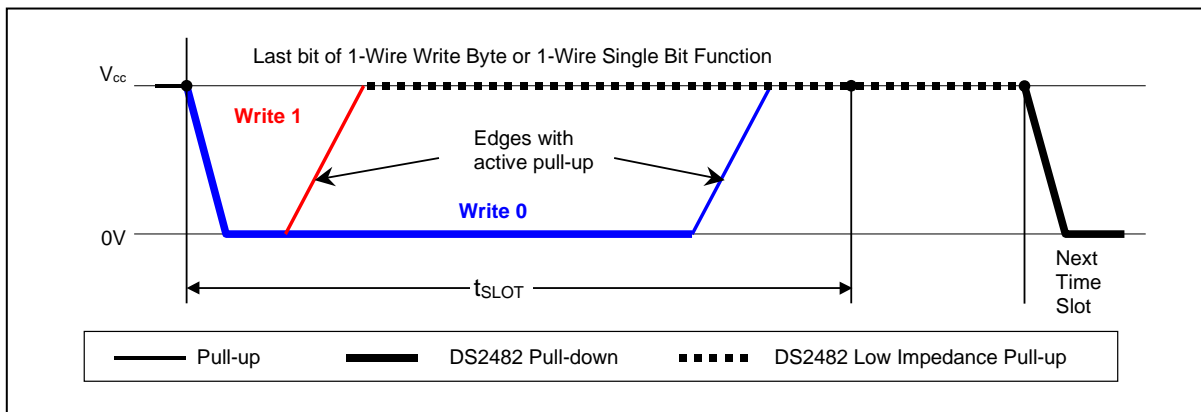 Last bit of 1-Wire Write Byte or 1-Wire Single Bit Function
Vcc
Write 1
Edges with
active pull-up
Write 0
0V
tSLOT
Next
Time
Slot
Pull-up
DS2482 Pull-down
DS2482 Low Impedance Pull-up